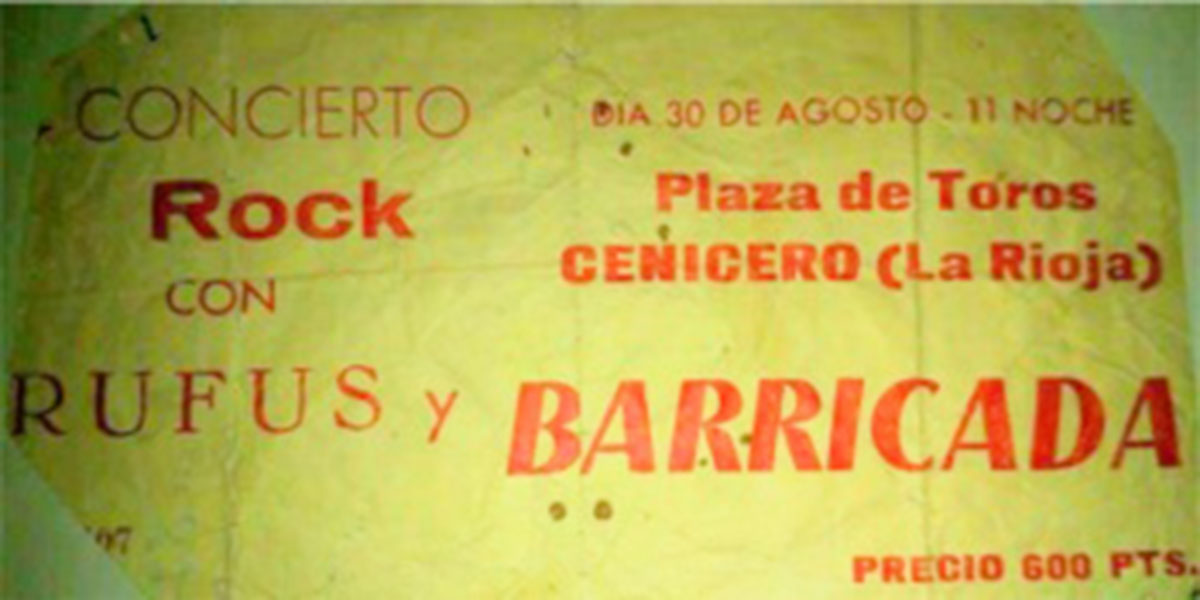 CONCIERTO
Rock
CON
RUFUS y BARRICADA
DIA 30 DE AGOSTO - 11 NOCHE
Plaza de Toros
CENICERO (La Rioja)
PRECIO 600 PTS.